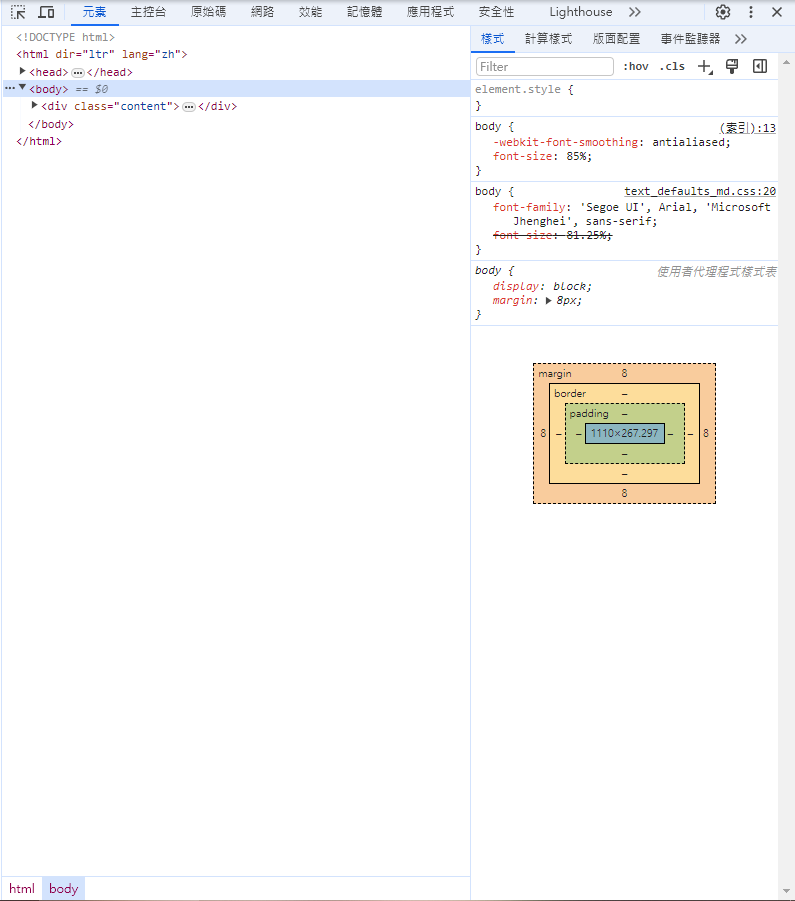 元素 主控台 原始碼 網路 效能 記憶體 應用程式 安全性 Lighthouse
<!DOCTYPE html>
<html dir="ltr" lang="zh">
<head> … </head>
<body> == $0
<div class="content"> … </div>
</body>
</html>
html body
樣式 計算樣式 版面配置 事件監聽器
Filter :hov .cls
element.style {
}
body { (索引):13
-webkit-font-smoothing: antialiased;
font-size: 85%;
}
body { text_defaults_md.css:20
font-family: 'Segoe UI', Arial, 'Microsoft
Jhenghei', sans-serif;
font-size: 81.25%;
}
body { 使用者代理程式樣式表
display: block;
margin: 8px;
}
margin 8
border –
padding –
8 – – 1110×267.297 – – 8
–
–
8